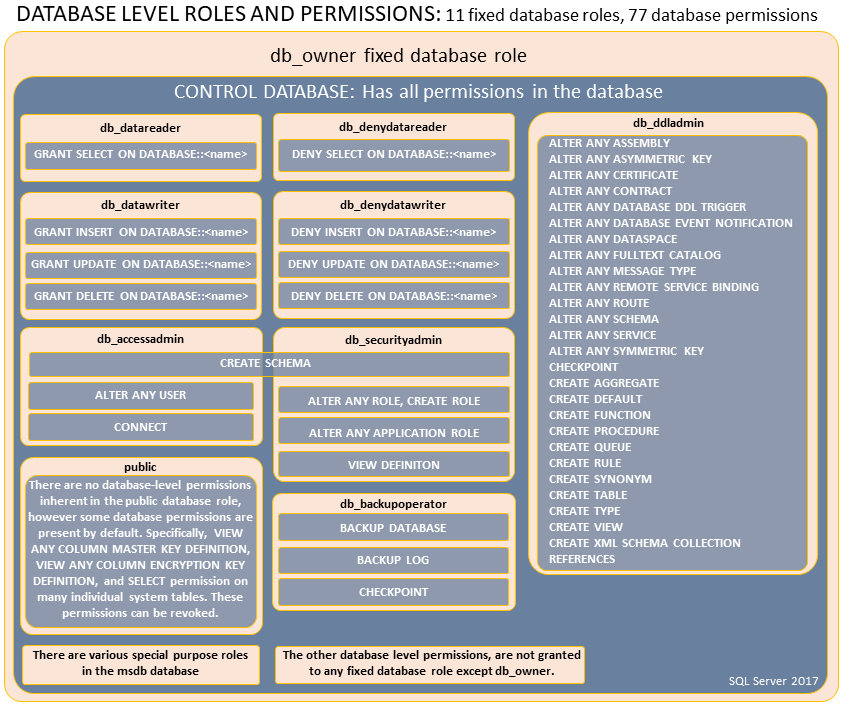 DATABASE LEVEL ROLES AND PERMISSIONS: 11 fixed database roles, 77 database permissions
db_owner fixed database role
CONTROL DATABASE: Has all permissions in the database
db_datareader
GRANT SELECT ON DATABASE::<name>
db_denydatareader
DENY SELECT ON DATABASE::<name>
db_datawriter
GRANT INSERT ON DATABASE::<name>
GRANT UPDATE ON DATABASE::<name>
GRANT DELETE ON DATABASE::<name>
db_denydatawriter
DENY INSERT ON DATABASE::<name>
DENY UPDATE ON DATABASE::<name>
DENY DELETE ON DATABASE::<name>
db_accessadmin
db_securityadmin
CREATE SCHEMA
ALTER ANY USER
CONNECT
ALTER ANY ROLE, CREATE ROLE
ALTER ANY APPLICATION ROLE
VIEW DEFINITON
public
There are no database-level permissions
inherent in the public database role,
however some database permissions are
present by default. Specifically, VIEW
ANY COLUMN MASTER KEY DEFINITION,
VIEW ANY COLUMN ENCRYPTION KEY
DEFINITION, and SELECT permission on
many individual system tables. These
permissions can be revoked.
db_backupoperator
BACKUP DATABASE
BACKUP LOG
CHECKPOINT
db_ddladmin
ALTER ANY ASSEMBLY
ALTER ANY ASYMMETRIC KEY
ALTER ANY CERTIFICATE
ALTER ANY CONTRACT
ALTER ANY DATABASE DDL TRIGGER
ALTER ANY DATABASE EVENT NOTIFICATION
ALTER ANY DATASPACE
ALTER ANY FULLTEXT CATALOG
ALTER ANY MESSAGE TYPE
ALTER ANY REMOTE SERVICE BINDING
ALTER ANY ROUTE
ALTER ANY SCHEMA
ALTER ANY SERVICE
ALTER ANY SYMMETRIC KEY
CHECKPOINT
CREATE AGGREGATE
CREATE DEFAULT
CREATE FUNCTION
CREATE PROCEDURE
CREATE QUEUE
CREATE RULE
CREATE SYNONYM
CREATE TABLE
CREATE TYPE
CREATE VIEW
CREATE XML SCHEMA COLLECTION
REFERENCES
There are various special purpose roles
in the msdb database
The other database level permissions, are not granted
to any fixed database role except db_owner.
SQL Server 2017